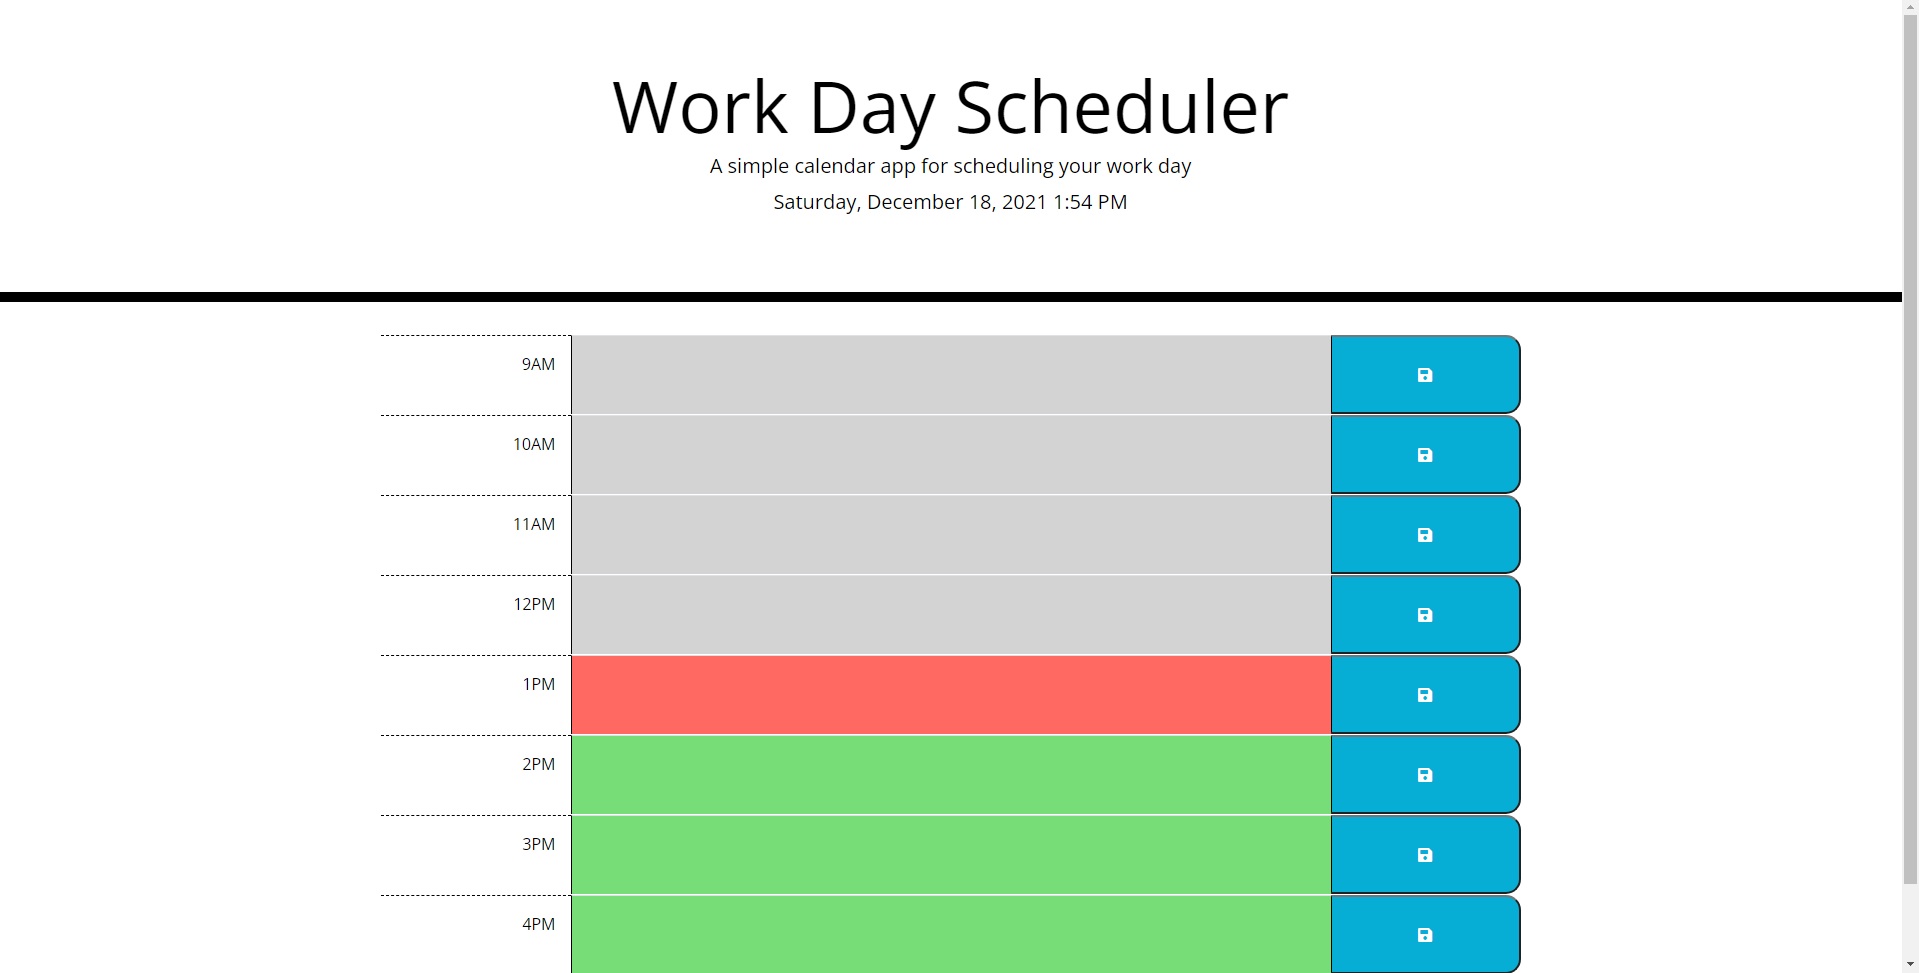 Work Day Scheduler
A simple calendar app for scheduling your work day
Saturday, December 18, 2021 1:54 PM
9AM
10AM
11AM
12PM
1PM
2PM
3PM
4PM